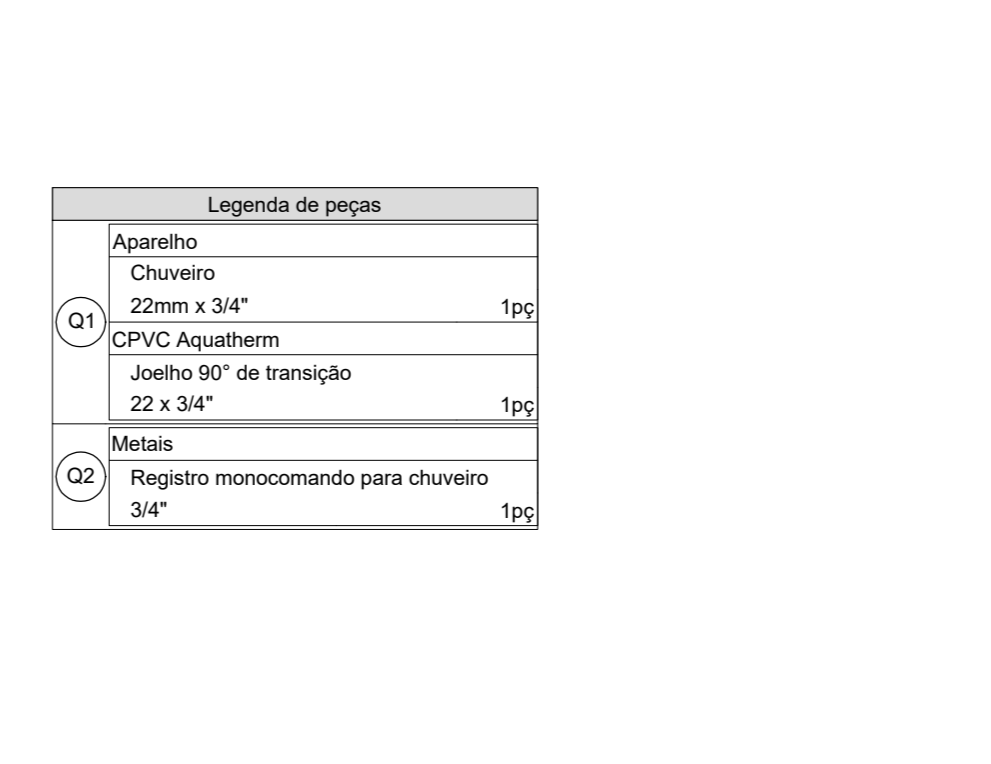 Legenda de peças
Q1
Aparelho
Chuveiro
22mm x 3/4" 1pç
CPVC Aquatherm
Joelho 90° de transição
22 x 3/4" 1pç
Q2
Metais
Registro monocomando para chuveiro
3/4" 1pç